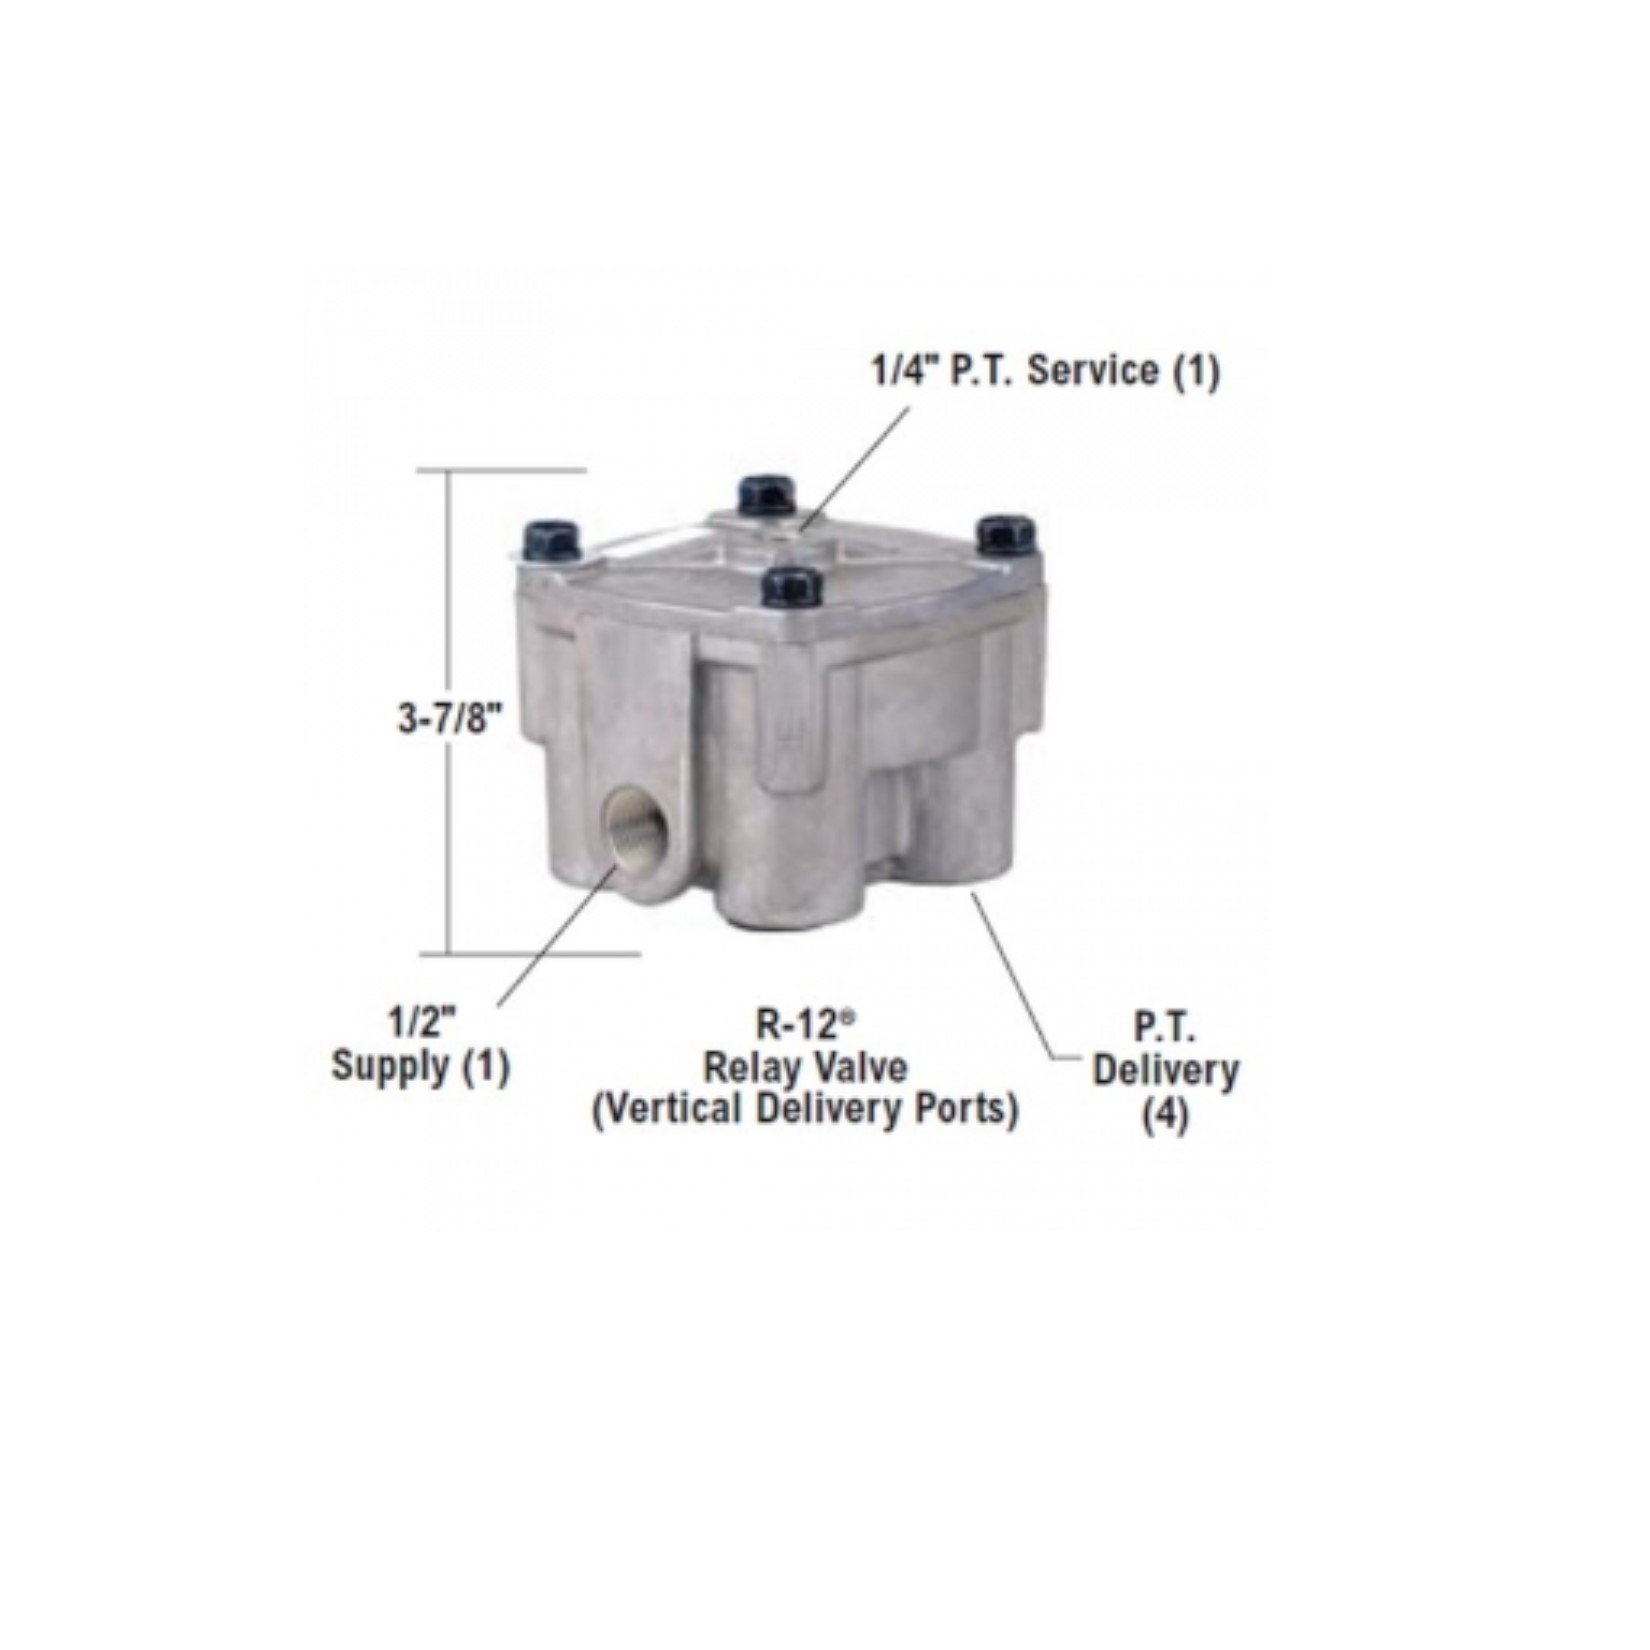 1/4" P.T. Service (1)
3-7/8"
1/2"
Supply (1)
R-12®
Relay Valve
(Vertical Delivery Ports)
P.T.
Delivery
(4)